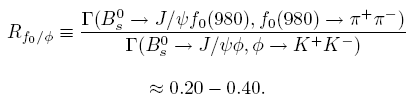 R_{f_0/\phi} \equiv \frac{\Gamma(B_s^0 \to J/\psi f_0(980), f_0(980) \to \pi^+\pi^-)}{\Gamma(B_s^0 \to J/\psi\phi, \phi \to K^+K^-)}
\approx 0.20 - 0.40.